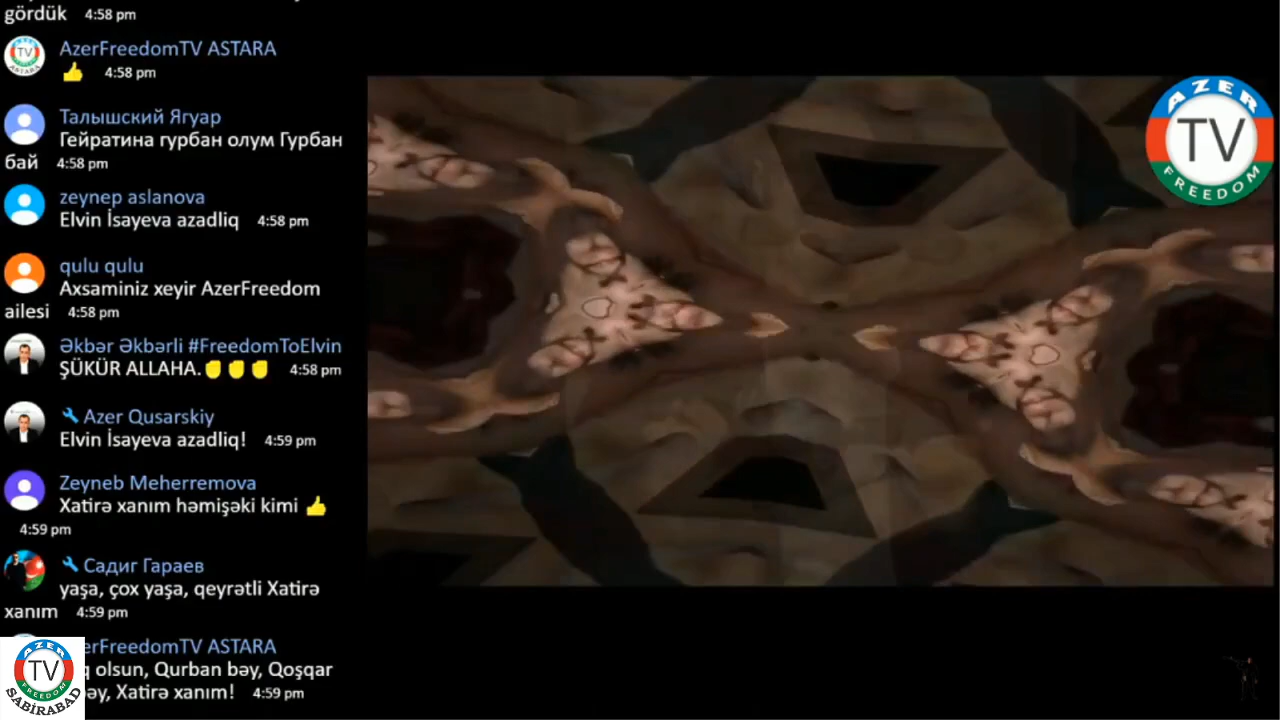 gördük 4:58 pm
AzerFreedomTV ASTARA
4:58 pm
Талышский Ягуар
Гейратина гурбан олум Гурбан
бай 4:58 pm
zeynep aslanova
Elvin İsayeva azadliq 4:58 pm
qulu qulu
Axsaminiz xeyir AzerFreedom
ailesi 4:58 pm
Əkbər Əkbərli #FreedomToElvin
ŞÜKÜR ALLAHA. 4:58 pm
Azer Qusarskiy
Elvin İsayeva azadliq! 4:59 pm
Zeyneb Meherremova
Xatirə xanım həmişəki kimi
4:59 pm
Садиг Гараев
yaşa, çox yaşa, qeyrətli Xatirə
xanım 4:59 pm
erFreedomTV ASTARA
q olsun, Qurban bəy, Qoşqar
əy, Xatirə xanım! 4:59 pm
AZER
TV
FREEDOM
AZER
TV
FREEDOM
SABİRABAD
TV
ASTARA